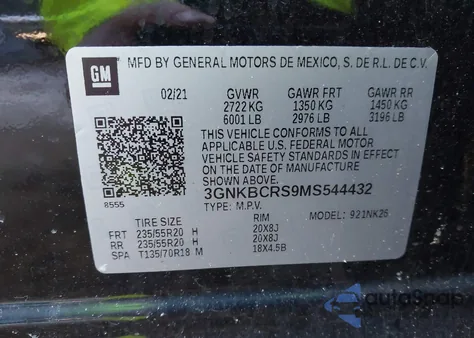 GM
MFD BY GENERAL MOTORS DE MEXICO, S. DE R.L. DE C.V.
02/21 GVWR GAWR FRT GAWR RR
2722 KG 1350 KG 1450 KG
6001 LB 2976 LB 3196 LB
THIS VEHICLE CONFORMS TO ALL
APPLICABLE U.S. FEDERAL MOTOR
VEHICLE SAFETY STANDARDS IN EFFECT
ON THE DATE OF MANUFACTURE
SHOWN ABOVE.
3GNKBCRS9MS544432
8555 TYPE: M.P.V. MODEL: 921NK26
TIRE SIZE RIM
FRT 235/55R20 H 20X8J
RR 235/55R20 H 20X8J
SPA T135/70R18 M 18X4.5B
autoSnap